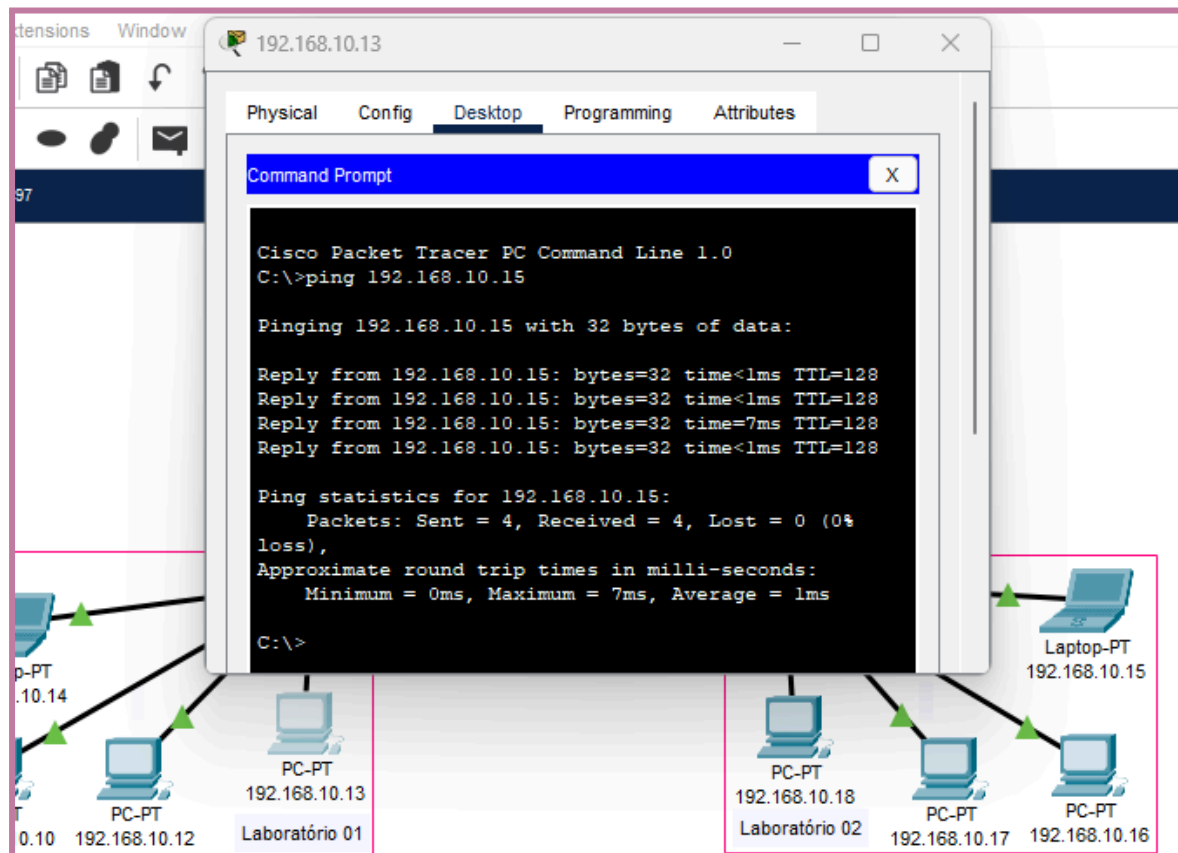 Extensions Window
192.168.10.13
Physical Config Desktop Programming Attributes
97
Command Prompt
X
Cisco Packet Tracer PC Command Line 1.0
C:\>ping 192.168.10.15
Pinging 192.168.10.15 with 32 bytes of data:
Reply from 192.168.10.15: bytes=32 time<1ms TTL=128
Reply from 192.168.10.15: bytes=32 time<1ms TTL=128
Reply from 192.168.10.15: bytes=32 time=7ms TTL=128
Reply from 192.168.10.15: bytes=32 time<1ms TTL=128
Ping statistics for 192.168.10.15:
Packets: Sent = 4, Received = 4, Lost = 0 (0%
loss),
Approximate round trip times in milli-seconds:
Minimum = 0ms, Maximum = 7ms, Average = 1ms
C:\>
p-PT
.10.14
T
0.10
PC-PT
192.168.10.12
PC-PT
192.168.10.13
Laboratório 01
Laptop-PT
192.168.10.15
PC-PT
192.168.10.18
Laboratório 02
PC-PT
192.168.10.17
PC-PT
192.168.10.16